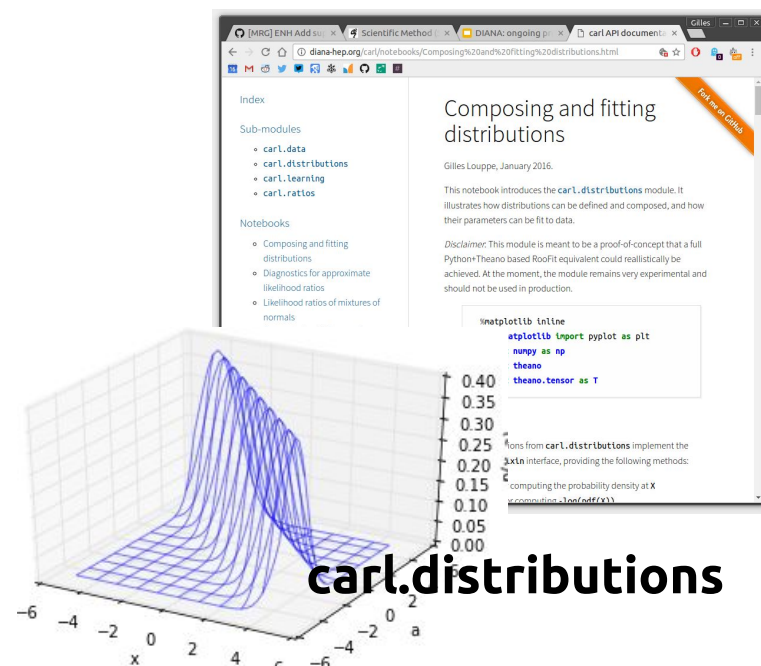 Gilles
[MRG] ENH Add su
Scientific Method
DIANA: ongoing pr
carl API documenta
diana-hep.org/carl/notebooks/Composing%20and%20fitting%20distributions.html
Fork me on GitHub
Index
Sub-modules
carl.data
carl.distributions
carl.learning
carl.ratios
Notebooks
Composing and fitting
distributions
Diagnostics for approximate
likelihood ratios
Likelihood ratios of mixtures of
normals
Composing and fitting
distributions
Gilles Louppe, January 2016.
This notebook introduces the carl.distributions module. It
illustrates how distributions can be defined and composed, and how
their parameters can be fit to data.
Disclaimer: This module is meant to be a proof-of-concept that a full
Python+Theano based RooFit equivalent could reallistically be
achieved. At the moment, the module remains very experimental and
should not be used in production.
%matplotlib inline
atplotlib import pyplot as plt
numpy as np
theano
theano.tensor as T
ions from carl.distributions implement the
ixin interface, providing the following methods:
computing the probability density at X
computing -log(pdf(X))
0.40
0.35
0.30
0.25
0.20
0.15
0.10
0.05
0.00
carl.distributions
−6 −4 −2 0 2 4
x
−6 −4 −2 0 2
a